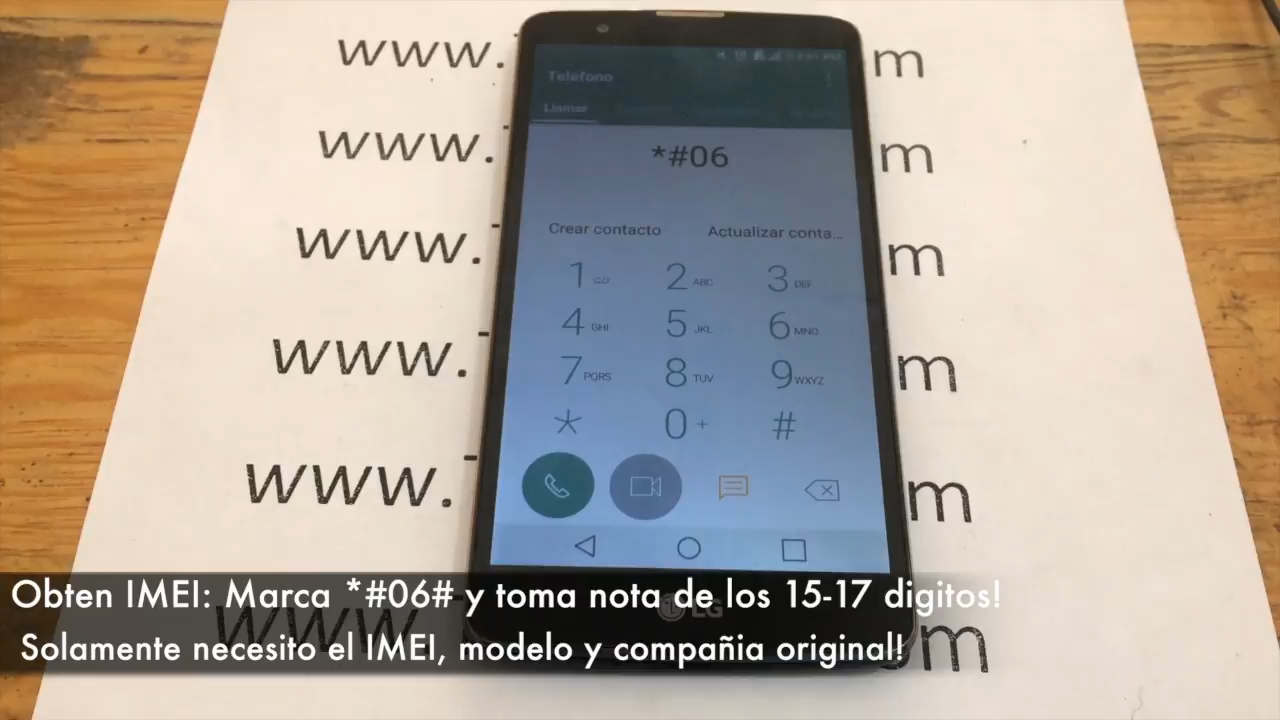 www. m
www. m
www. m
www. m
www. m
www. m
Teléfono
Llamar
*#06
Crear contacto Actualizar conta...
1 2 ABC 3 DEF
4 GHI 5 JKL 6 MNO
7 PQRS 8 TUV 9 WXYZ
* 0 + #
LG
Obten IMEI: Marca *#06# y toma nota de los 15-17 digitos!
Solamente necesito el IMEI, modelo y compañia original!